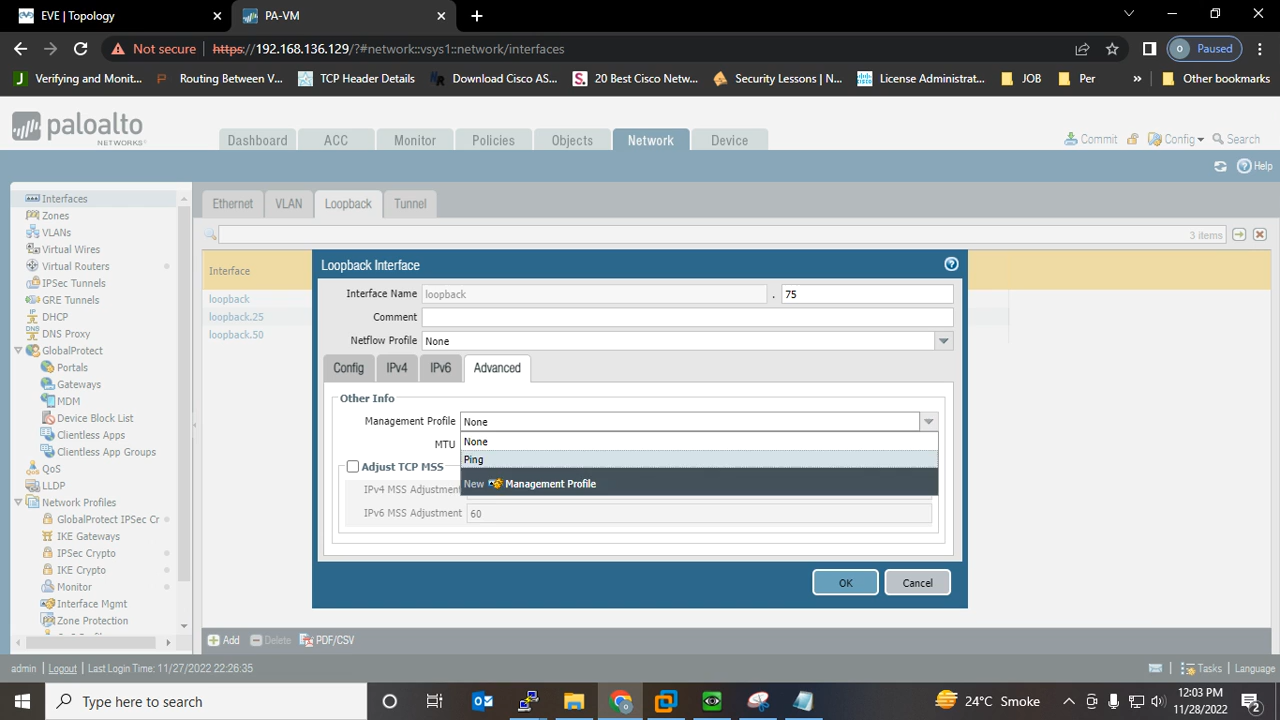 EVE | Topology
PA-VM
Not secure
https://192.168.136.129/?#network::vsys1::network/interfaces
Paused
Verifying and Monit...
Routing Between V...
TCP Header Details
Download Cisco AS...
20 Best Cisco Netw...
Security Lessons | N...
License Administrat...
JOB
Per
»
Other bookmarks
paloalto
NETWORKS
Dashboard
ACC
Monitor
Policies
Objects
Network
Device
Commit
Config
Search
Help
Interfaces
Zones
VLANs
Virtual Wires
Virtual Routers
IPSec Tunnels
GRE Tunnels
DHCP
DNS Proxy
GlobalProtect
Portals
Gateways
MDM
Device Block List
Clientless Apps
Clientless App Groups
QoS
LLDP
Network Profiles
GlobalProtect IPSec Cr
IKE Gateways
IPSec Crypto
IKE Crypto
Monitor
Interface Mgmt
Zone Protection
Ethernet
VLAN
Loopback
Tunnel
3 items
Interface
loopback
loopback.25
loopback.50
Loopback Interface
Interface Name loopback . 75
Comment
Netflow Profile None
Config
IPv4
IPv6
Advanced
Other Info
Management Profile None
MTU
None
Ping
New Management Profile
Adjust TCP MSS
IPv4 MSS Adjustment
IPv6 MSS Adjustment 60
OK
Cancel
Add
Delete
PDF/CSV
admin | Logout | Last Login Time: 11/27/2022 22:26:35
Tasks | Language
Type here to search
24°C Smoke
12:03 PM
11/28/2022
2